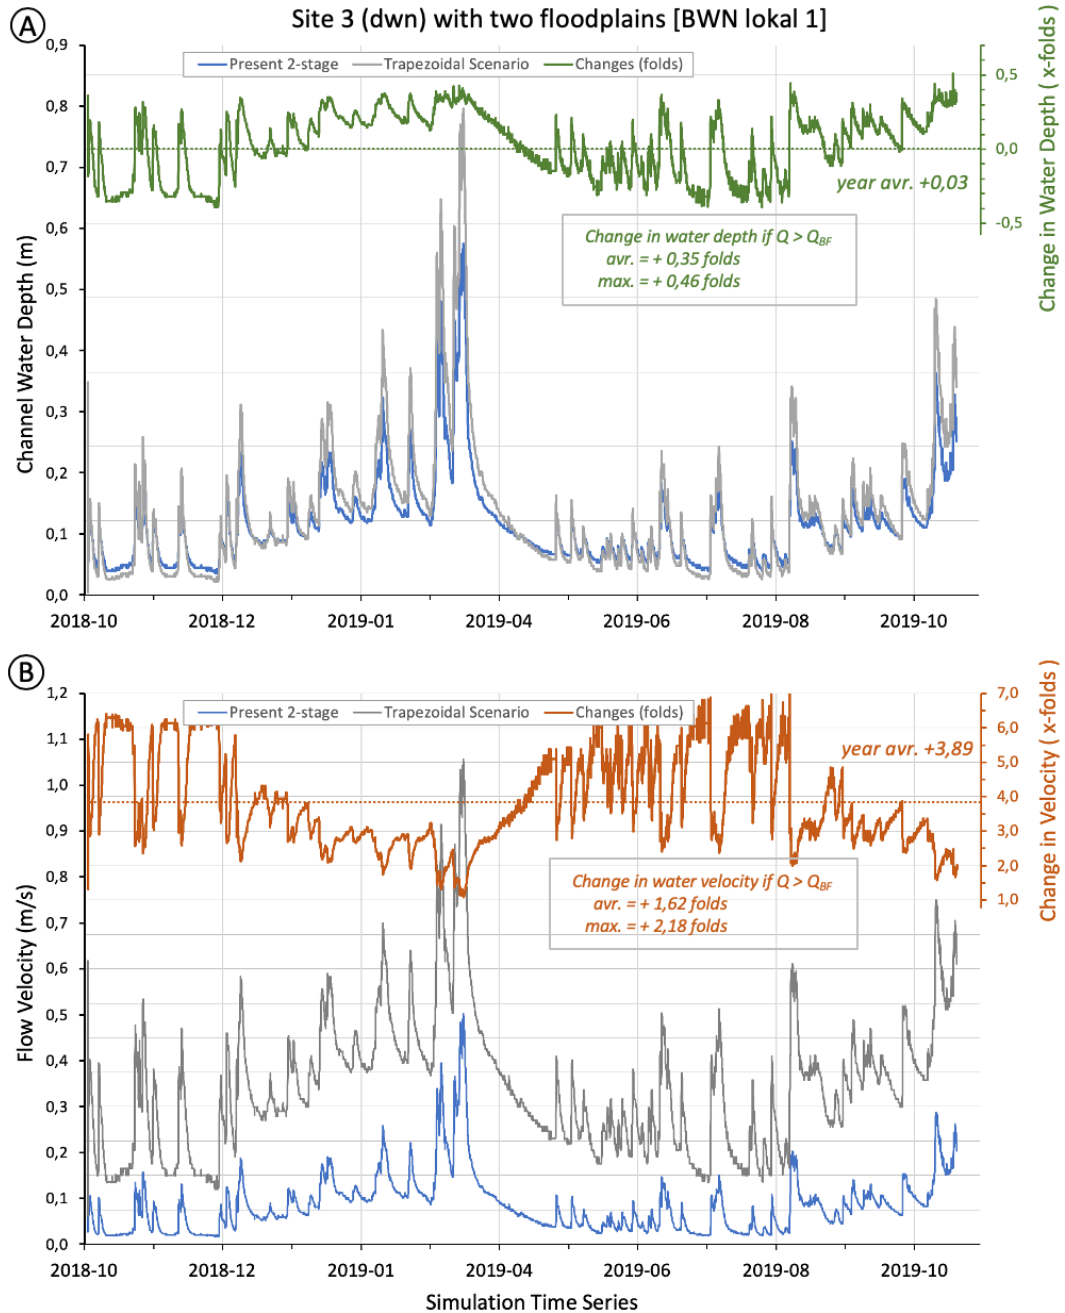 Site 3 (dwn) with two floodplains [BWN lokal 1]
A
Present 2-stage
Trapezoidal Scenario
Changes (folds)
Channel Water Depth (m)
0,9
0,8
0,7
0,6
0,5
0,4
0,3
0,2
0,1
0,0
Change in Water Depth ( x-folds)
0,5
0,0
-0,5
year avr. +0,03
Change in water depth if Q > QBF
avr. = + 0,35 folds
max. = + 0,46 folds
2018-10
2018-12
2019-01
2019-04
2019-06
2019-08
2019-10
B
Present 2-stage
Trapezoidal Scenario
Changes (folds)
Flow Velocity (m/s)
1,2
1,1
1,0
0,9
0,8
0,7
0,6
0,5
0,4
0,3
0,2
0,1
0,0
Change in Velocity ( x-folds)
7,0
6,0
5,0
4,0
3,0
2,0
1,0
year avr. +3,89
Change in water velocity if Q > QBF
avr. = + 1,62 folds
max. = + 2,18 folds
2018-10
2018-12
2019-01
2019-04
2019-06
2019-08
2019-10
Simulation Time Series